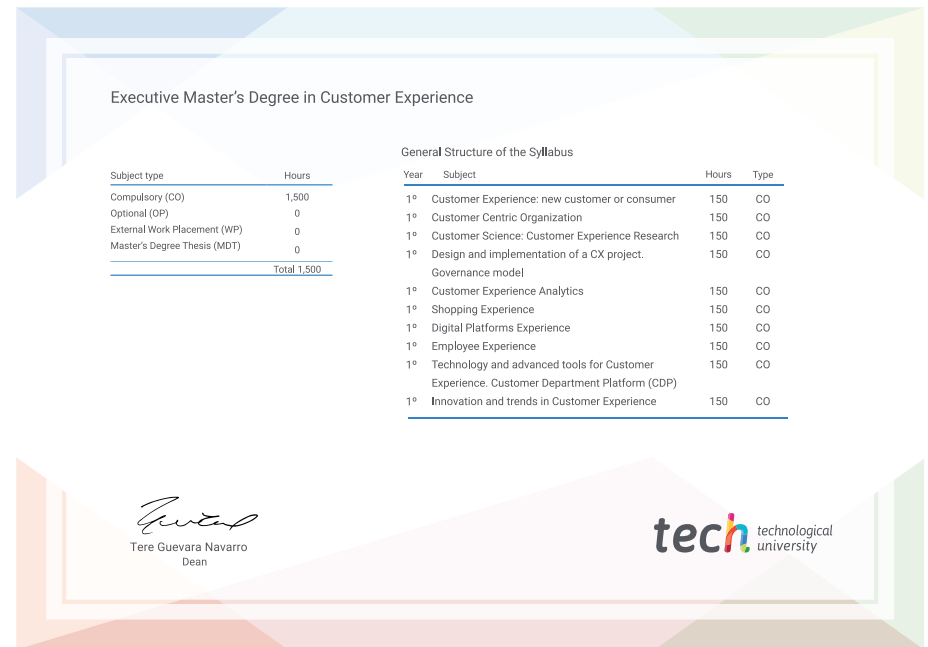 Executive Master's Degree in Customer Experience
General Structure of the Syllabus
Subject type Hours
Compulsory (CO) 1,500
Optional (OP) 0
External Work Placement (WP) 0
Master's Degree Thesis (MDT) 0
Total 1,500
Year Subject Hours Type
1º Customer Experience: new customer or consumer 150 CO
1º Customer Centric Organization 150 CO
1º Customer Science: Customer Experience Research 150 CO
1º Design and implementation of a CX project. 150 CO
Governance model
1º Customer Experience Analytics 150 CO
1º Shopping Experience 150 CO
1º Digital Platforms Experience 150 CO
1º Employee Experience 150 CO
1º Technology and advanced tools for Customer 150 CO
Experience. Customer Department Platform (CDP)
1º Innovation and trends in Customer Experience 150 CO
Tere Guevara Navarro
Dean
tech technological
university